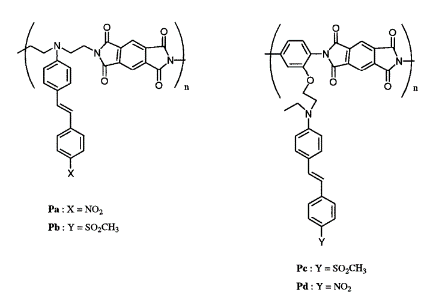 O O
N
N
N
O O
n
X
Pa : X = NO₂
Pb : Y = SO₂CH₃
O O
N
N
O O
n
O
N
Y
Pc : Y = SO₂CH₃
Pd : Y = NO₂